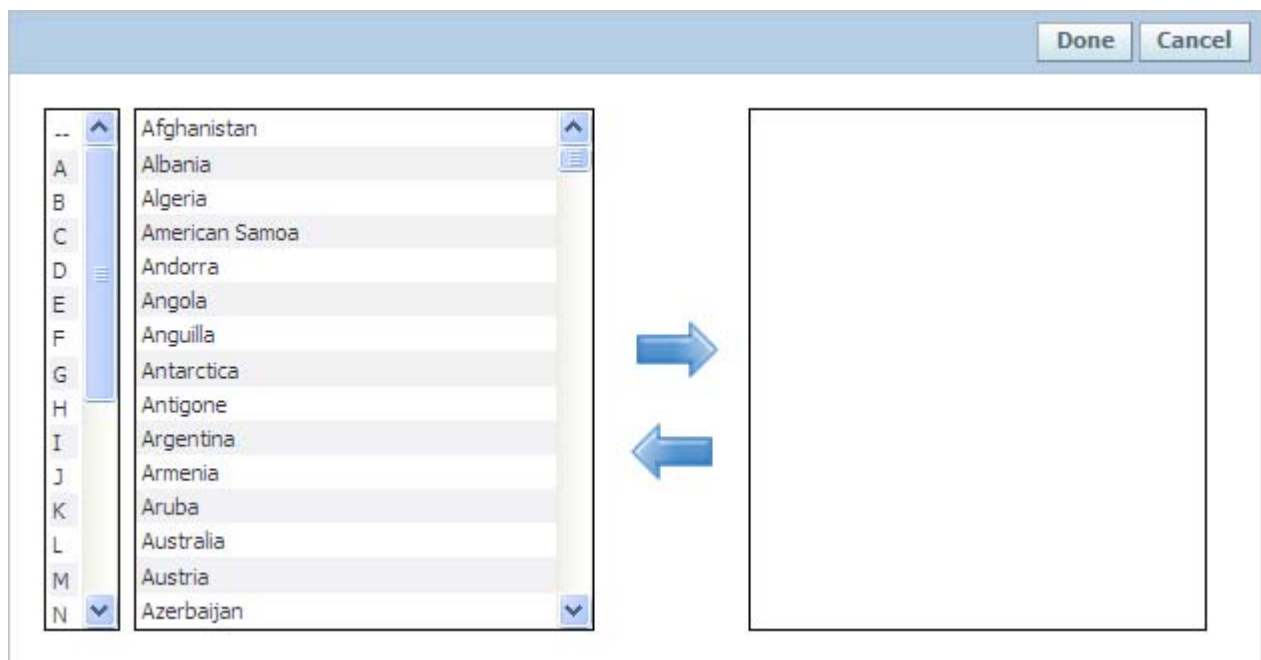 Done Cancel
--
A
B
C
D
E
F
G
H
I
J
K
L
M
N
Afghanistan
Albania
Algeria
American Samoa
Andorra
Angola
Anguilla
Antarctica
Antigone
Argentina
Armenia
Aruba
Australia
Austria
Azerbaijan